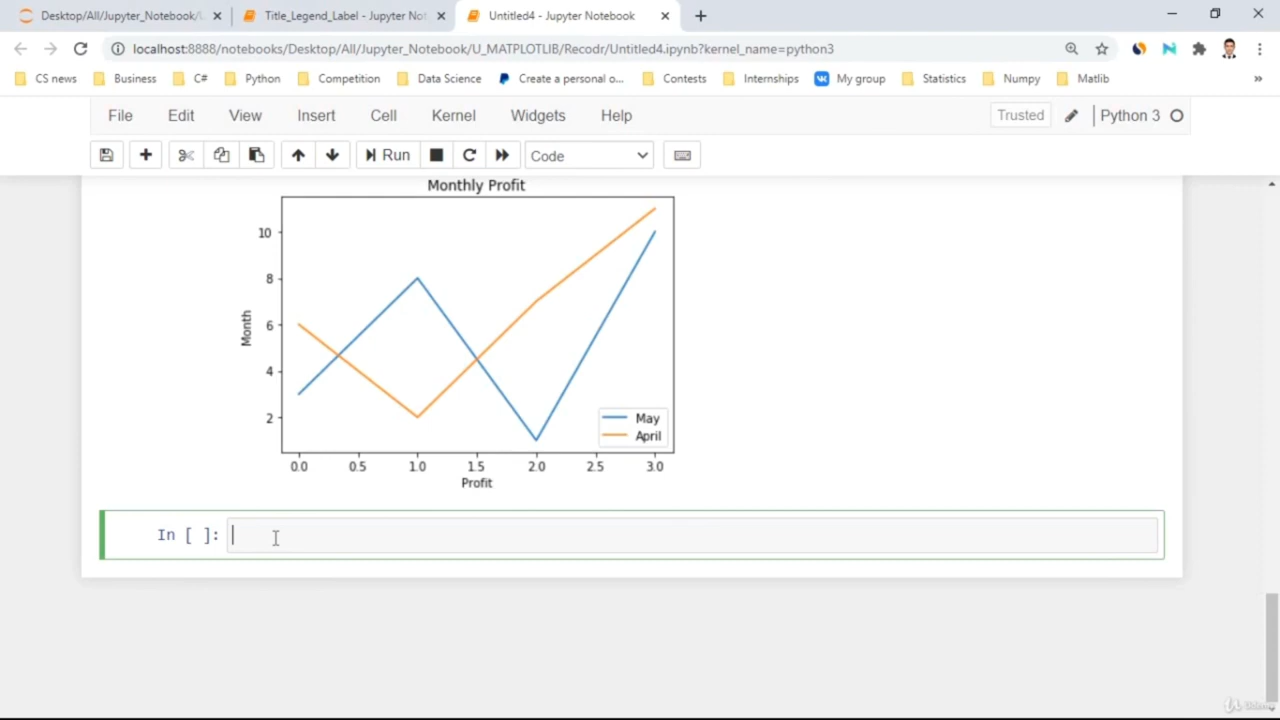 Desktop/All/Jupyter_Notebook/U
Title_Legend_Label - Jupyter Not
Untitled4 - Jupyter Notebook
localhost:8888/notebooks/Desktop/All/Jupyter_Notebook/U_MATPLOTLIB/Recodr/Untitled4.ipynb?kernel_name=python3
CS news Business C# Python Competition Data Science Create a personal o... Contests Internships My group Statistics Numpy Matlib »
File Edit View Insert Cell Kernel Widgets Help Trusted Python 3
Run Code
Monthly Profit
10
8
6
4
2
Month
May
April
0.0 0.5 1.0 1.5 2.0 2.5 3.0
Profit
In [ ]: